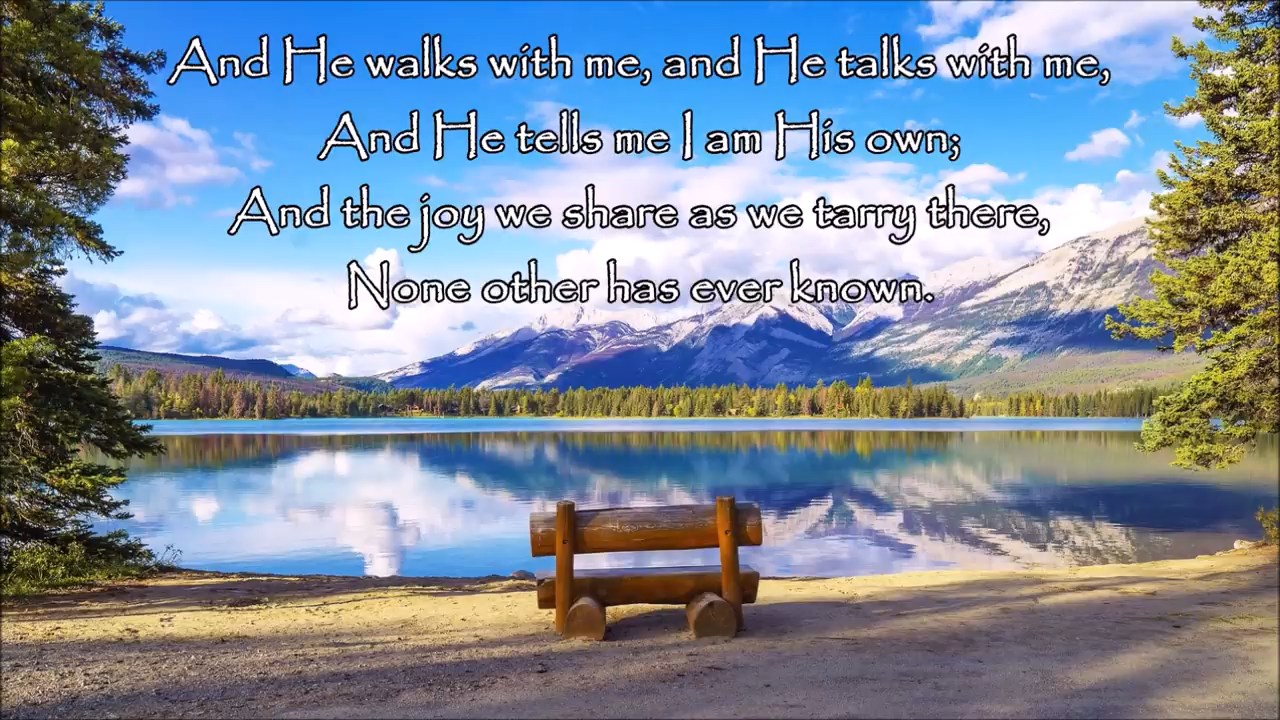 And He walks with me, and He talks with me,
And He tells me I am His own;
And the joy we share as we tarry there,
None other has ever known.